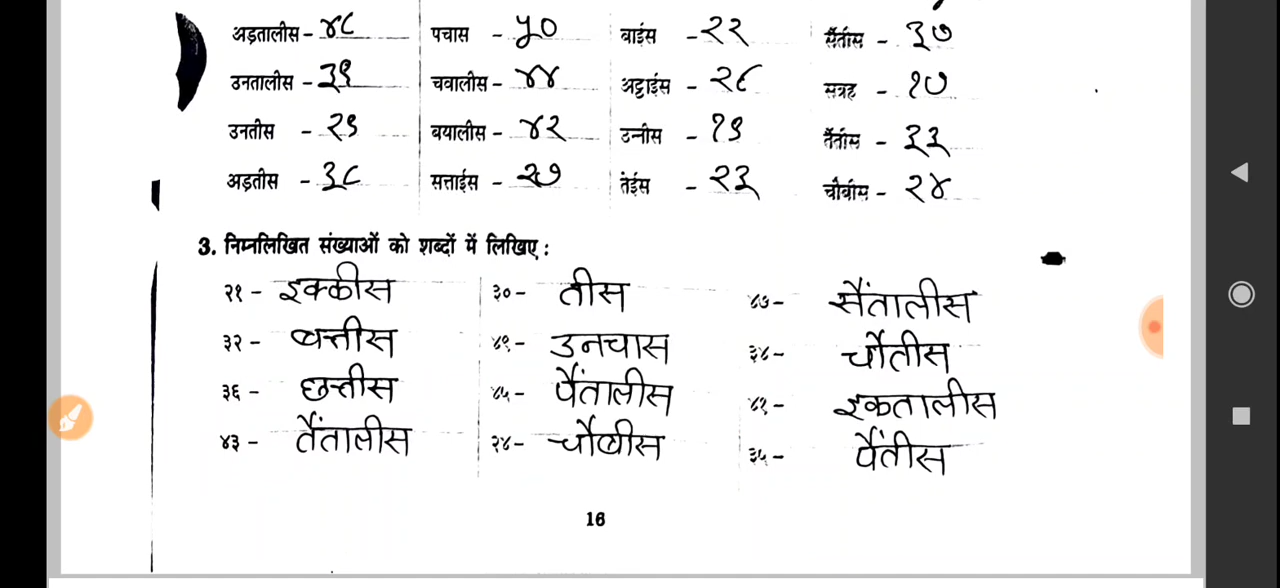 अड़तालीस - ४८ पचास - ५० बाईस - २२ सैंतीस - ३७
उनतालीस - ३९ चवालीस - ४४ अट्ठाईस - २८ सत्रह - १७
उनतीस - २९ बयालीस - ४२ उन्नीस - १९ तैंतीस - ३३
अड़तीस - ३८ सत्ताईस - २७ तेईस - २३ चौबीस - २४
3. निम्नलिखित संख्याओं को शब्दों में लिखिए :
२१ - इक्कीस ३० - तीस ४७ - सैंतालीस
३२ - बत्तीस ४९ - उनचास ३४ - चौंतीस
३६ - छत्तीस ४५ - पैंतालीस ४१ - इकतालीस
४३ - तैंतालीस २४ - चौबीस ३५ - पैंतीस
16